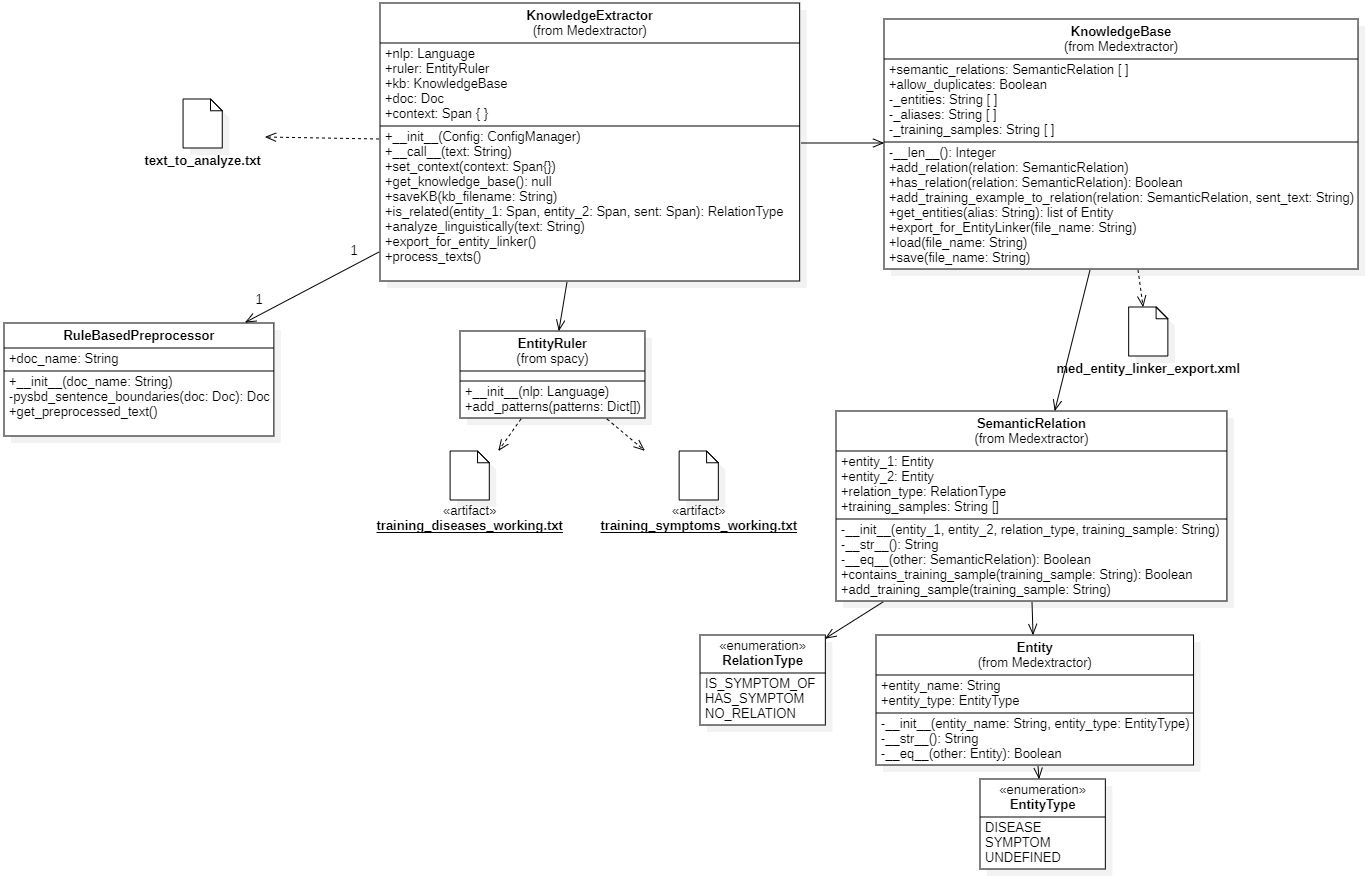 KnowledgeExtractor
(from Medextractor)
+nlp: Language
+ruler: EntityRuler
+kb: KnowledgeBase
+doc: Doc
+context: Span { }
+__init__(Config: ConfigManager)
+__call__(text: String)
+set_context(context: Span{})
+get_knowledge_base(): null
+saveKB(kb_filename: String)
+is_related(entity_1: Span, entity_2: Span, sent: Span): RelationType
+analyze_linguistically(text: String)
+export_for_entity_linker()
+process_texts()
KnowledgeBase
(from Medextractor)
+semantic_relations: SemanticRelation [ ]
+allow_duplicates: Boolean
-_entities: String [ ]
-_aliases: String [ ]
-_training_samples: String [ ]
-__len__(): Integer
+add_relation(relation: SemanticRelation)
+has_relation(relation: SemanticRelation): Boolean
+add_training_example_to_relation(relation: SemanticRelation, sent_text: String)
+get_entities(alias: String): list of Entity
+export_for_EntityLinker(file_name: String)
+load(file_name: String)
+save(file_name: String)
text_to_analyze.txt
1
1
RuleBasedPreprocessor
+doc_name: String
+__init__(doc_name: String)
-pysbd_sentence_boundaries(doc: Doc): Doc
+get_preprocessed_text()
EntityRuler
(from spacy)
+__init__(nlp: Language)
+add_patterns(patterns: Dict[])
med_entity_linker_export.xml
«artifact»
training_diseases_working.txt
«artifact»
training_symptoms_working.txt
SemanticRelation
(from Medextractor)
+entity_1: Entity
+entity_2: Entity
+relation_type: RelationType
+training_samples: String []
-__init__(entity_1, entity_2, relation_type, training_sample: String)
-__str__(): String
-__eq__(other: SemanticRelation): Boolean
+contains_training_sample(training_sample: String): Boolean
+add_training_sample(training_sample: String)
«enumeration»
RelationType
IS_SYMPTOM_OF
HAS_SYMPTOM
NO_RELATION
Entity
(from Medextractor)
+entity_name: String
+entity_type: EntityType
-__init__(entity_name: String, entity_type: EntityType)
-__str__(): String
-__eq__(other: Entity): Boolean
«enumeration»
EntityType
DISEASE
SYMPTOM
UNDEFINED